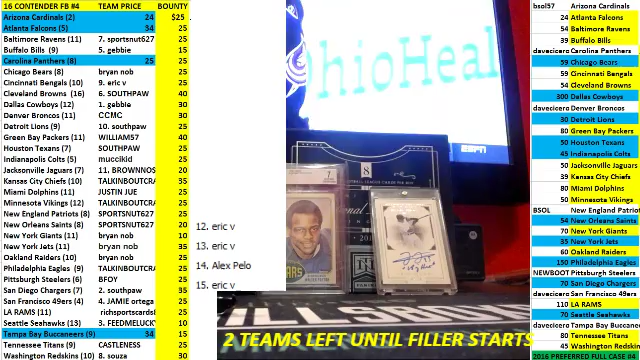 16 CONTENDER FB #4 TEAM PRICE BOUNTY
Arizona Cardinals (2) 24 $25
Atlanta Falcons (5) 34 25
Baltimore Ravens (11) 7. sportsnut627 25
Buffalo Bills (9) 5. gebbie 15
Carolina Panthers (8) 25 25
Chicago Bears (8) bryan nob 25
Cincinnati Bengals (10) 9. eric v 25
Cleveland Browns (16) 6. SOUTHPAW 40
Dallas Cowboys (12) 1. gebbie 30
Denver Broncos (11) CCMG 30
Detroit Lions (9) 10. southpaw 25
Green Bay Packers (11) WILLIAM57 40
Houston Texans (7) SOUTHPAW 25
Indianapolis Colts (5) muccikid 25
Jacksonville Jaguars (7) 11, BROWNNOS 20
Kansas City Chiefs (10) TALKINBOUTCRA 35
Miami Dolphins (11) JUSTIN JUE 25
Minnesota Vikings (12) TALKINBOUTCRA 25
New England Patriots (8) SPORTSNUT627 25
New Orleans Saints (8) SPORTSNUT627 20
New York Giants (11) bryan nob 25
New York Jets (11) bryan nob 35
Oakland Raiders (10) bryan nob 25
Philadelphia Eagles (9) TALKINBOUTCRA 25
Pittsburgh Steelers (6) BFOY 25
San Diego Chargers (7) 2. southpaw 35
San Francisco 49ers (4) 4. JAMIE ortega 25
LA RAMS (11) richsportscards 25
Seattle Seahawks (13) 3. FEEDMELUCKY 10
Tampa Bay Buccaneers (9) 34 15
Tennessee Titans (9) CASTLENESS 25
Washington Redskins (10) 8. souza 30
12. eric v
13. eric v
14. Alex Pelo
15. eric v
OhioHeal
ESPN
8
7
2 TEAMS LEFT UNTIL FILLER STARTS
bsol57 Arizona Cardinals
24 Atlanta Falcons
54 Baltimore Ravens
39 Buffalo Bills
davecicero Carolina Panthers
59 Chicago Bears
59 Cincinnati Bengals
54 Cleveland Browns
300 Dallas Cowboys
davecicero Denver Broncos
30 Detroit Lions
80 Green Bay Packers
50 Houston Texans
45 Indianapolis Colts
50 Jacksonville Jaguars
39 Kansas City Chiefs
80 Miami Dolphins
50 Minnesota Vikings
BSOL New England Patriots
54 New Orleans Saints
70 New York Giants
35 New York Jets
60 Oakland Raiders
150 Philadelphia Eagles
NEWBOOT Pittsburgh Steelers
70 San Diego Chargers
davecicero San Francisco 49ers
110 LA RAMS
70 Seattle Seahawks
davecicero Tampa Bay Buccaneers
80 Tennessee Titans
45 Washington Redskins
2016 PREFERRED FULL CASE #4